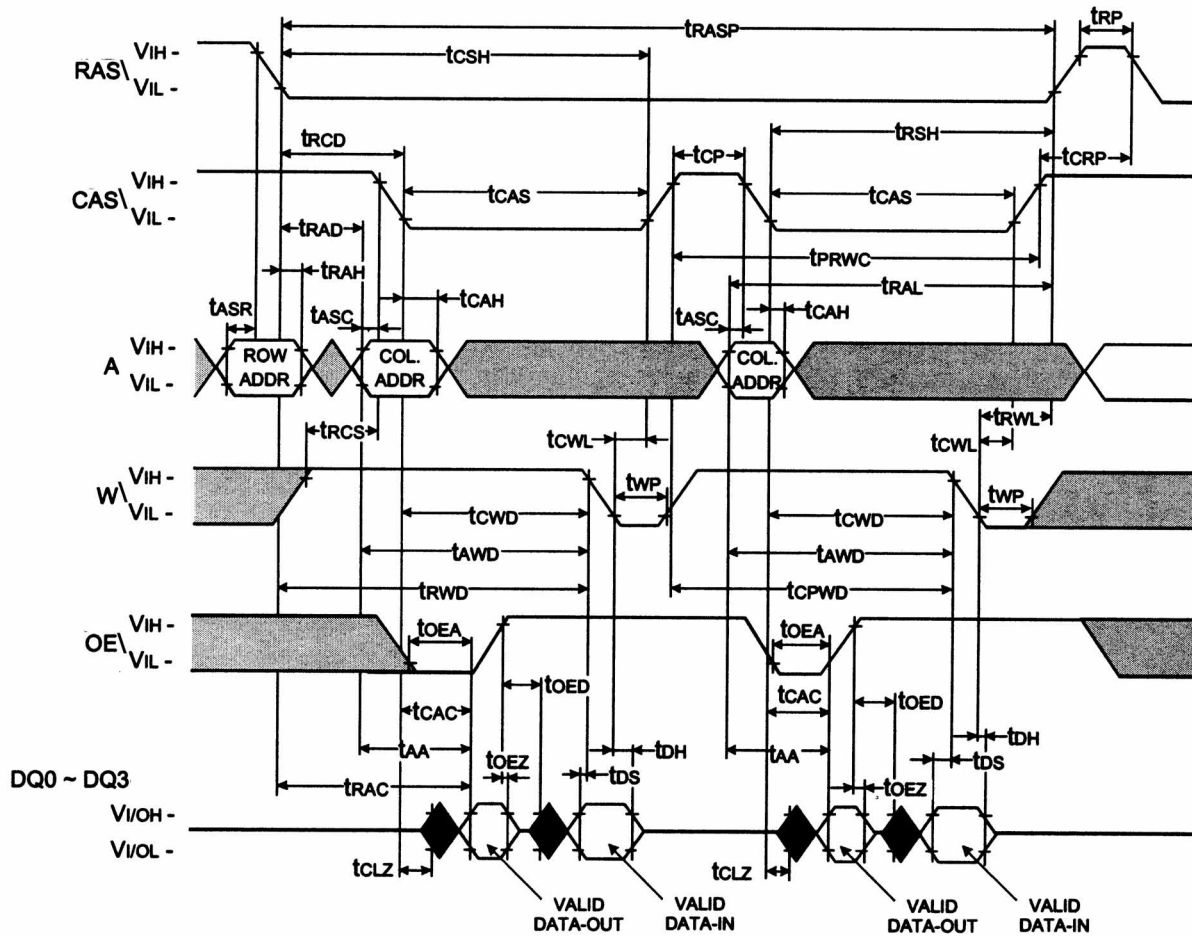 tRASP
tRP
VIH -
RAS\
VIL -
tCSH
tRSH
tRCD
tCP
tCRP
VIH -
CAS\
VIL -
tCAS
tCAS
tRAD
tPRWC
tRAH
tRAL
tASR
tASC
tCAH
tASC
tCAH
VIH -
A
VIL -
ROW
ADDR
COL.
ADDR
COL.
ADDR
tRCS
tCWL
tRWL
tCWL
VIH -
W\
VIL -
tWP
tWP
tCWD
tCWD
tAWD
tAWD
tRWD
tCPWD
VIH -
OE\
VIL -
tOEA
tOEA
tOED
tOED
tCAC
tCAC
tAA
tOEZ
tDH
tDS
tAA
tOEZ
tDH
tDS
DQ0 ~ DQ3
tRAC
VI/OH -
VI/OL -
tCLZ
tCLZ
VALID
DATA-OUT
VALID
DATA-IN
VALID
DATA-OUT
VALID
DATA-IN